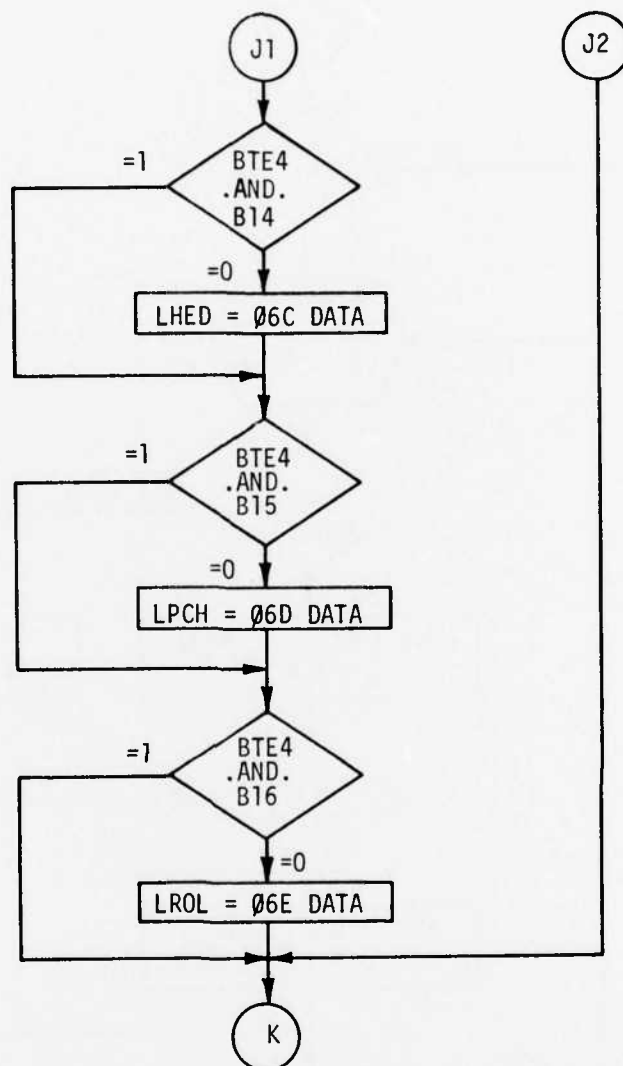 J1
J2
=1
BTE4
.AND.
B14
=0
LHED = Ø6C DATA
=1
BTE4
.AND.
B15
=0
LPCH = Ø6D DATA
=1
BTE4
.AND.
B16
=0
LROL = Ø6E DATA
K